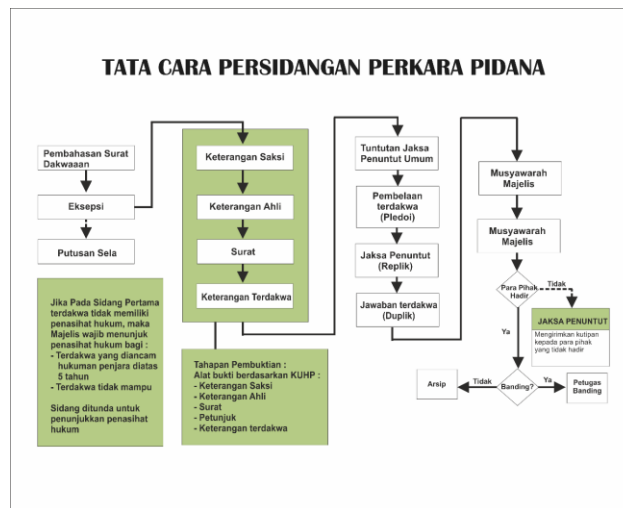 TATA CARA PERSIDANGAN PERKARA PIDANA
Pembahasan Surat
Dakwaaan
Eksepsi
Putusan Sela
Jika Pada Sidang Pertama
terdakwa tidak memiliki
penasihat hukum, maka
Majelis wajib menunjuk
penasihat hukum bagi :
- Terdakwa yang diancam
hukuman penjara diatas
5 tahun
- Terdakwa tidak mampu
Sidang ditunda untuk
penunjukkan penasihat
hukum
Keterangan Saksi
Keterangan Ahli
Surat
Keterangan Terdakwa
Tahapan Pembuktian :
Alat bukti berdasarkan KUHP :
- Keterangan Saksi
- Keterangan Ahli
- Surat
- Petunjuk
- Keterangan terdakwa
Tuntutan Jaksa
Penuntut Umum
Pembelaan
terdakwa
(Pledoi)
Jaksa Penuntut
(Replik)
Jawaban terdakwa
(Duplik)
Musyawarah
Majelis
Musyawarah
Majelis
Para Pihak
Hadir
Tidak
JAKSA PENUNTUT
Mengirimkan kutipan
kepada para pihak
yang tidak hadir
Ya
Banding?
Tidak
Arsip
Ya
Petugas
Banding